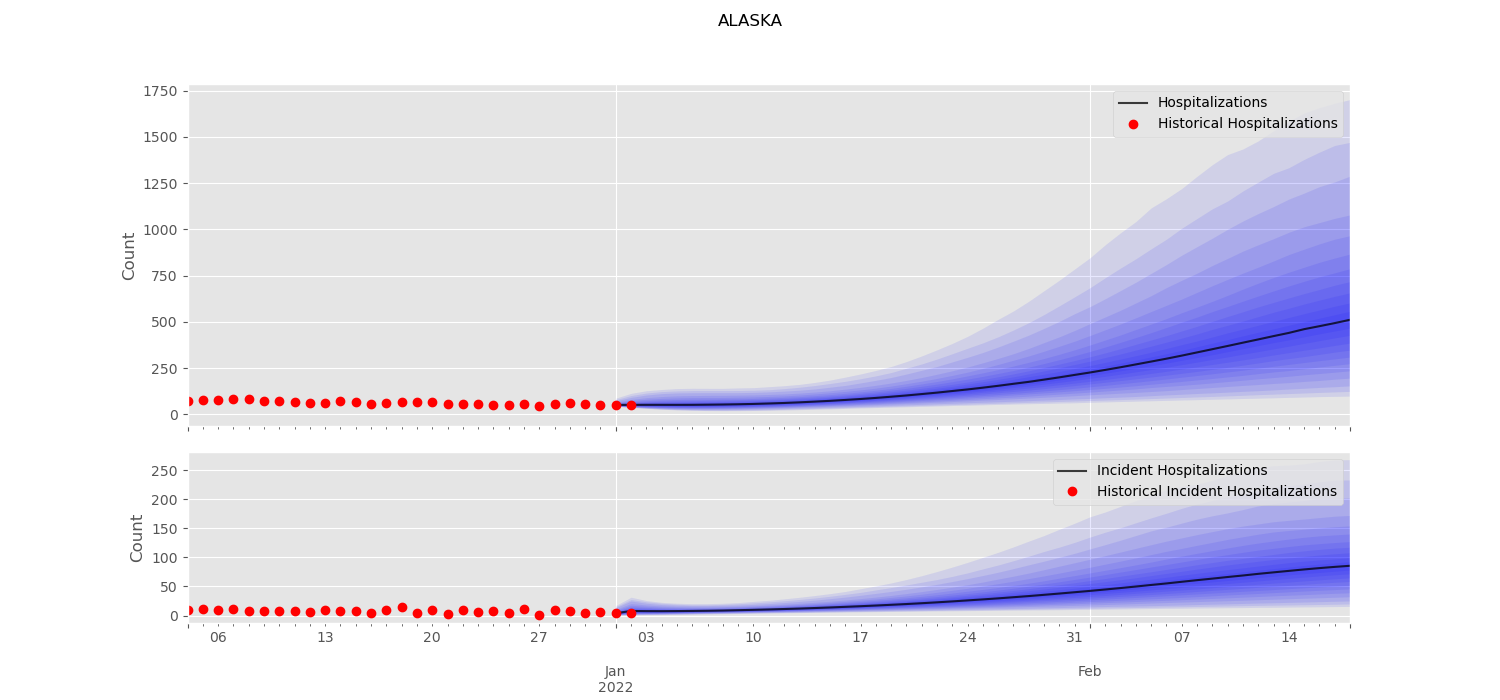 ALASKA
1750
1500
1250
1000
750
500
250
0
Count
Hospitalizations
Historical Hospitalizations
250
200
150
100
50
0
Count
Incident Hospitalizations
Historical Incident Hospitalizations
06 13 20 27 03 10 17 24 31 07 14
Jan Feb
2022